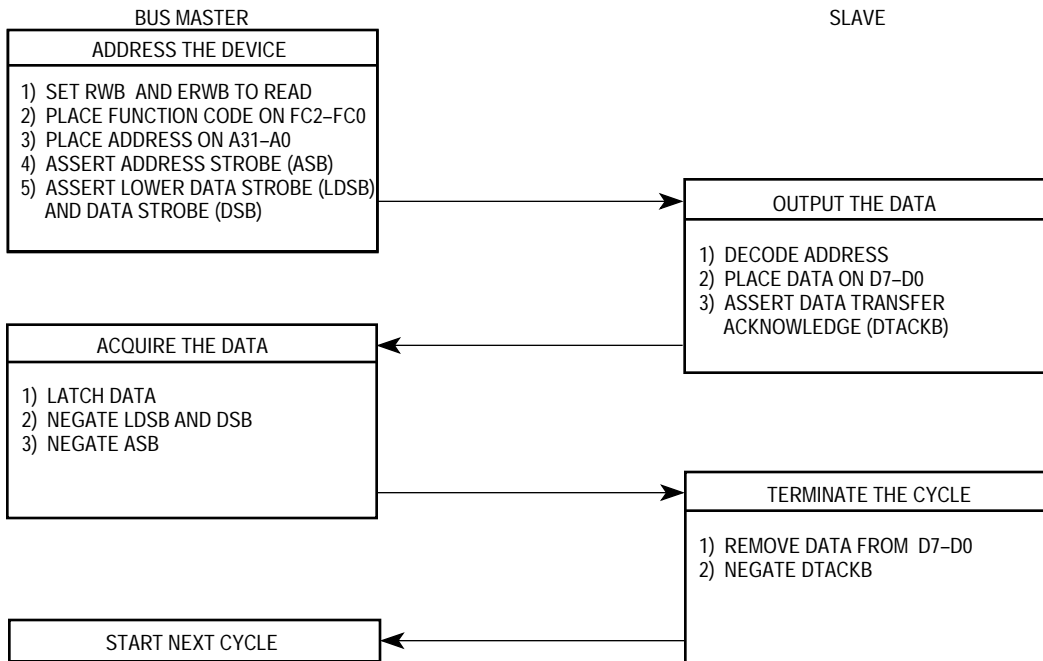 BUS MASTER
SLAVE
ADDRESS THE DEVICE
1) SET RWB AND ERWB TO READ
2) PLACE FUNCTION CODE ON FC2–FC0
3) PLACE ADDRESS ON A31–A0
4) ASSERT ADDRESS STROBE (ASB)
5) ASSERT LOWER DATA STROBE (LDSB)
AND DATA STROBE (DSB)
OUTPUT THE DATA
1) DECODE ADDRESS
2) PLACE DATA ON D7–D0
3) ASSERT DATA TRANSFER
ACKNOWLEDGE (DTACKB)
ACQUIRE THE DATA
1) LATCH DATA
2) NEGATE LDSB AND DSB
3) NEGATE ASB
TERMINATE THE CYCLE
1) REMOVE DATA FROM D7–D0
2) NEGATE DTACKB
START NEXT CYCLE